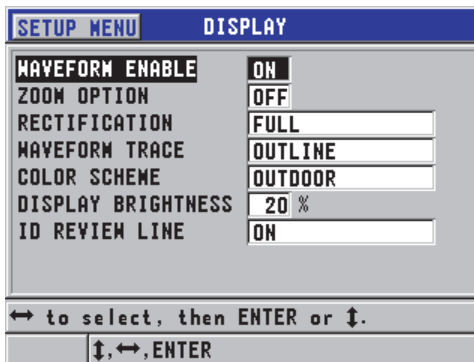 SETUP MENU DISPLAY
WAVEFORM ENABLE ON
ZOOM OPTION OFF
RECTIFICATION FULL
WAVEFORM TRACE OUTLINE
COLOR SCHEME OUTDOOR
DISPLAY BRIGHTNESS 20 %
ID REVIEW LINE ON
↔ to select, then ENTER or ↕.
↕,↔,ENTER